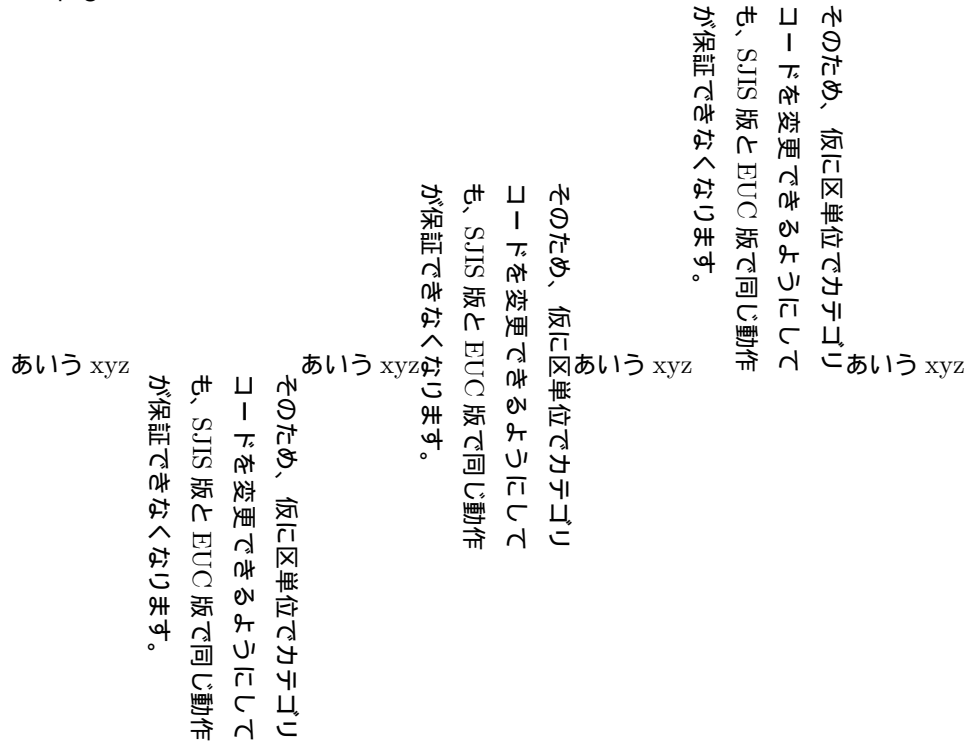 あいう xyz
そのため、仮に区単位でカテゴリ
コードを変更できるようにして
も、SJIS 版と EUC 版で同じ動作
が保証できなくなります。
あいう xyz
そのため、仮に区単位でカテゴリ
コードを変更できるようにして
も、SJIS 版と EUC 版で同じ動作
が保証できなくなります。
あいう xyz
そのため、仮に区単位でカテゴリ
コードを変更できるようにして
も、SJIS 版と EUC 版で同じ動作
が保証できなくなります。
あいう xyz